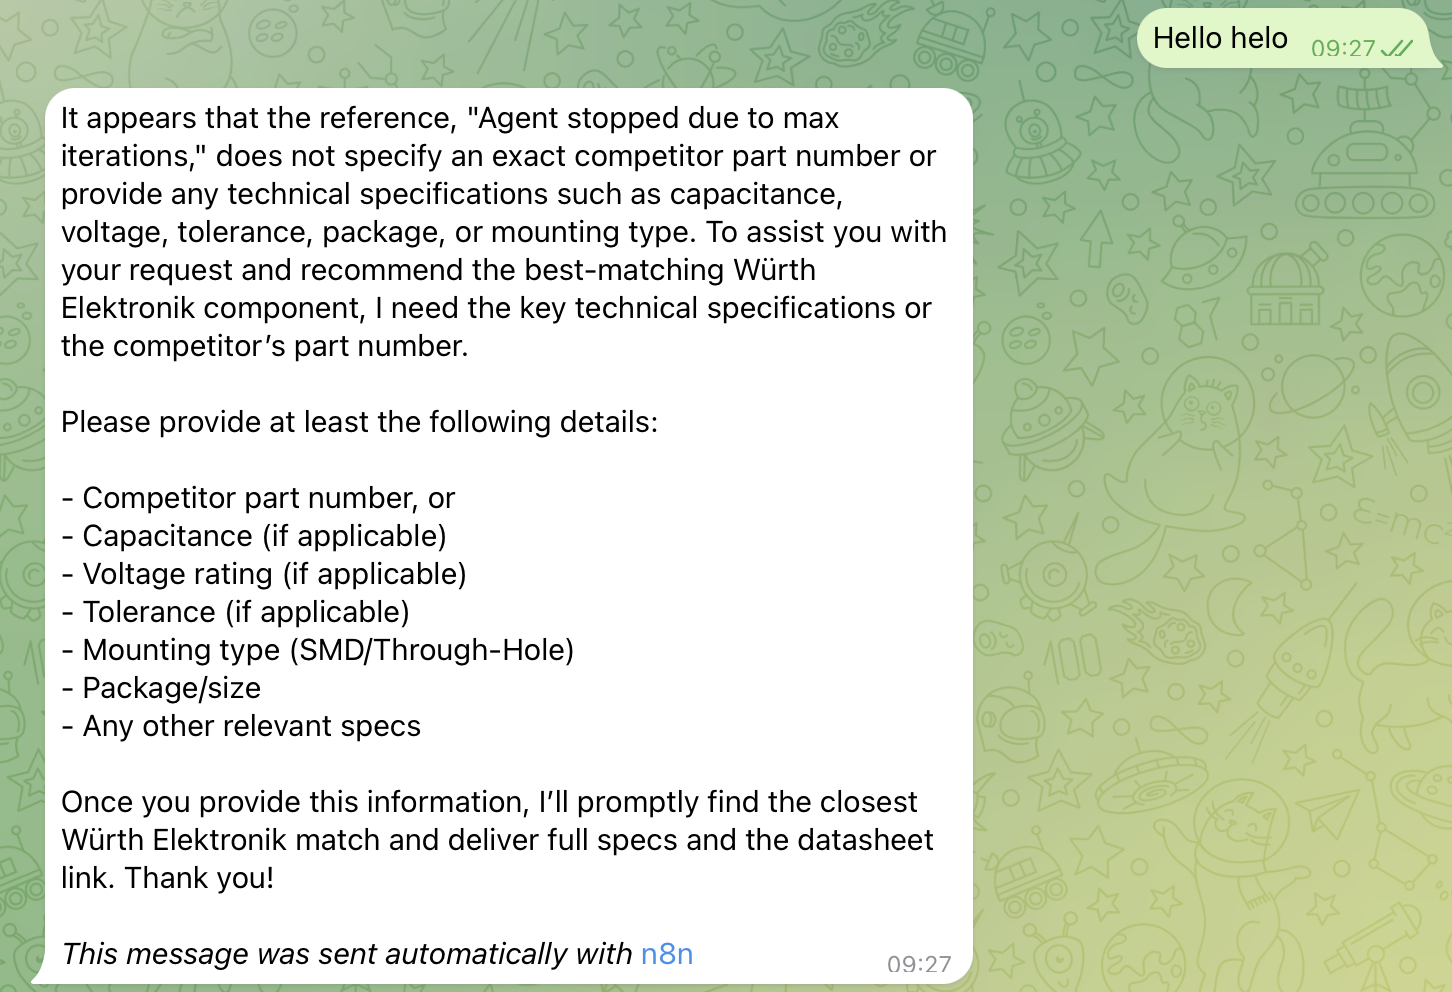 Hello helo 09:27
It appears that the reference, "Agent stopped due to max
iterations," does not specify an exact competitor part number or
provide any technical specifications such as capacitance,
voltage, tolerance, package, or mounting type. To assist you with
your request and recommend the best-matching Würth
Elektronik component, I need the key technical specifications or
the competitor’s part number.
Please provide at least the following details:
- Competitor part number, or
- Capacitance (if applicable)
- Voltage rating (if applicable)
- Tolerance (if applicable)
- Mounting type (SMD/Through-Hole)
- Package/size
- Any other relevant specs
Once you provide this information, I’ll promptly find the closest
Würth Elektronik match and deliver full specs and the datasheet
link. Thank you!
This message was sent automatically with n8n
09:27
E=mc